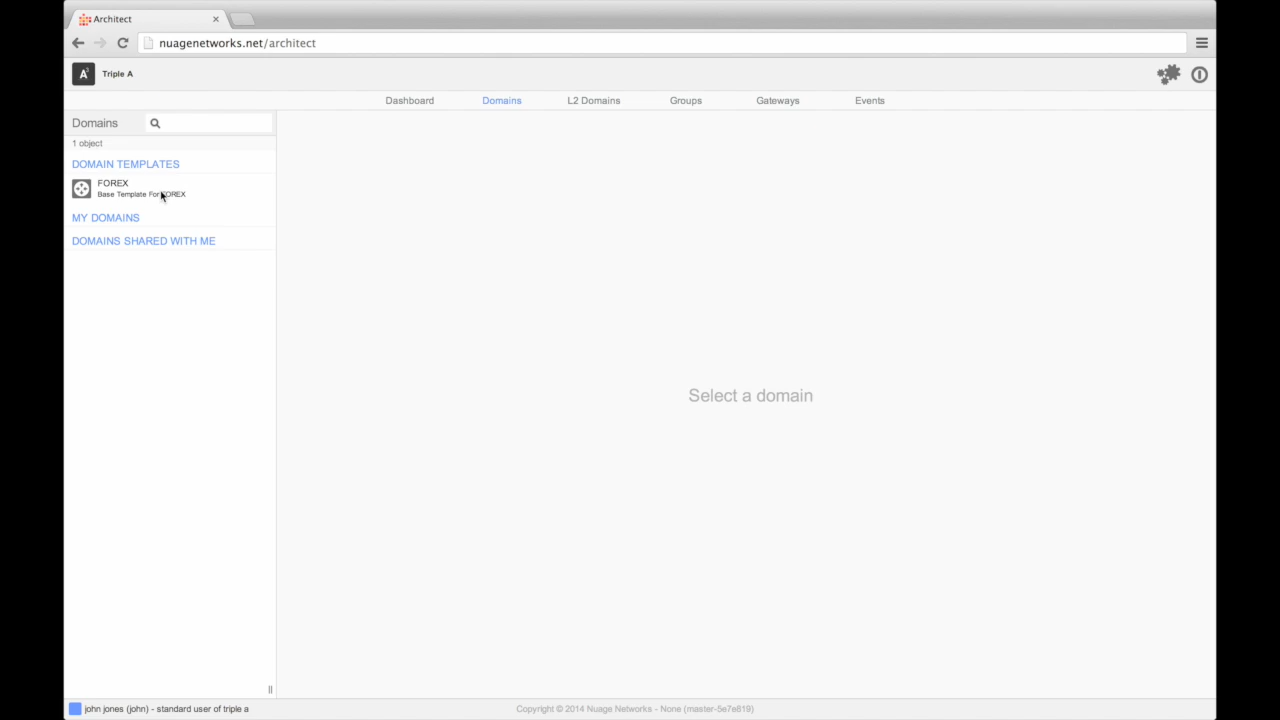 Architect
nuagenetworks.net/architect
A³ Triple A
Dashboard Domains L2 Domains Groups Gateways Events
Domains
1 object
DOMAIN TEMPLATES
FOREX
Base Template For FOREX
MY DOMAINS
DOMAINS SHARED WITH ME
Select a domain
john jones (john) - standard user of triple a
Copyright © 2014 Nuage Networks - None (master-5e7e819)